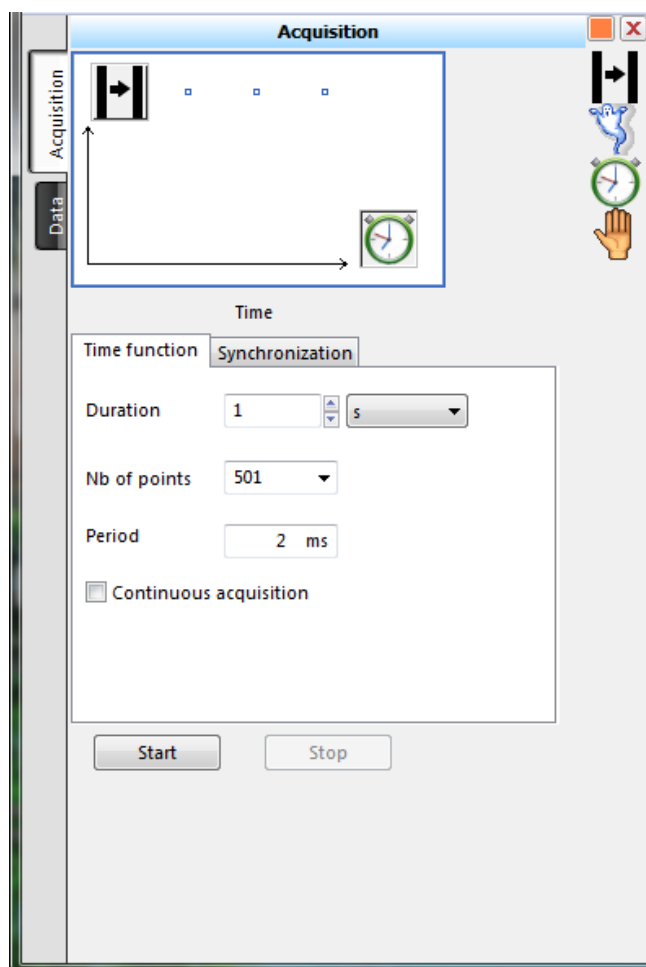 Acquisition
Acquisition
Data
Time
Time function
Synchronization
Duration
1
s
Nb of points
501
Period
2 ms
Continuous acquisition
Start
Stop